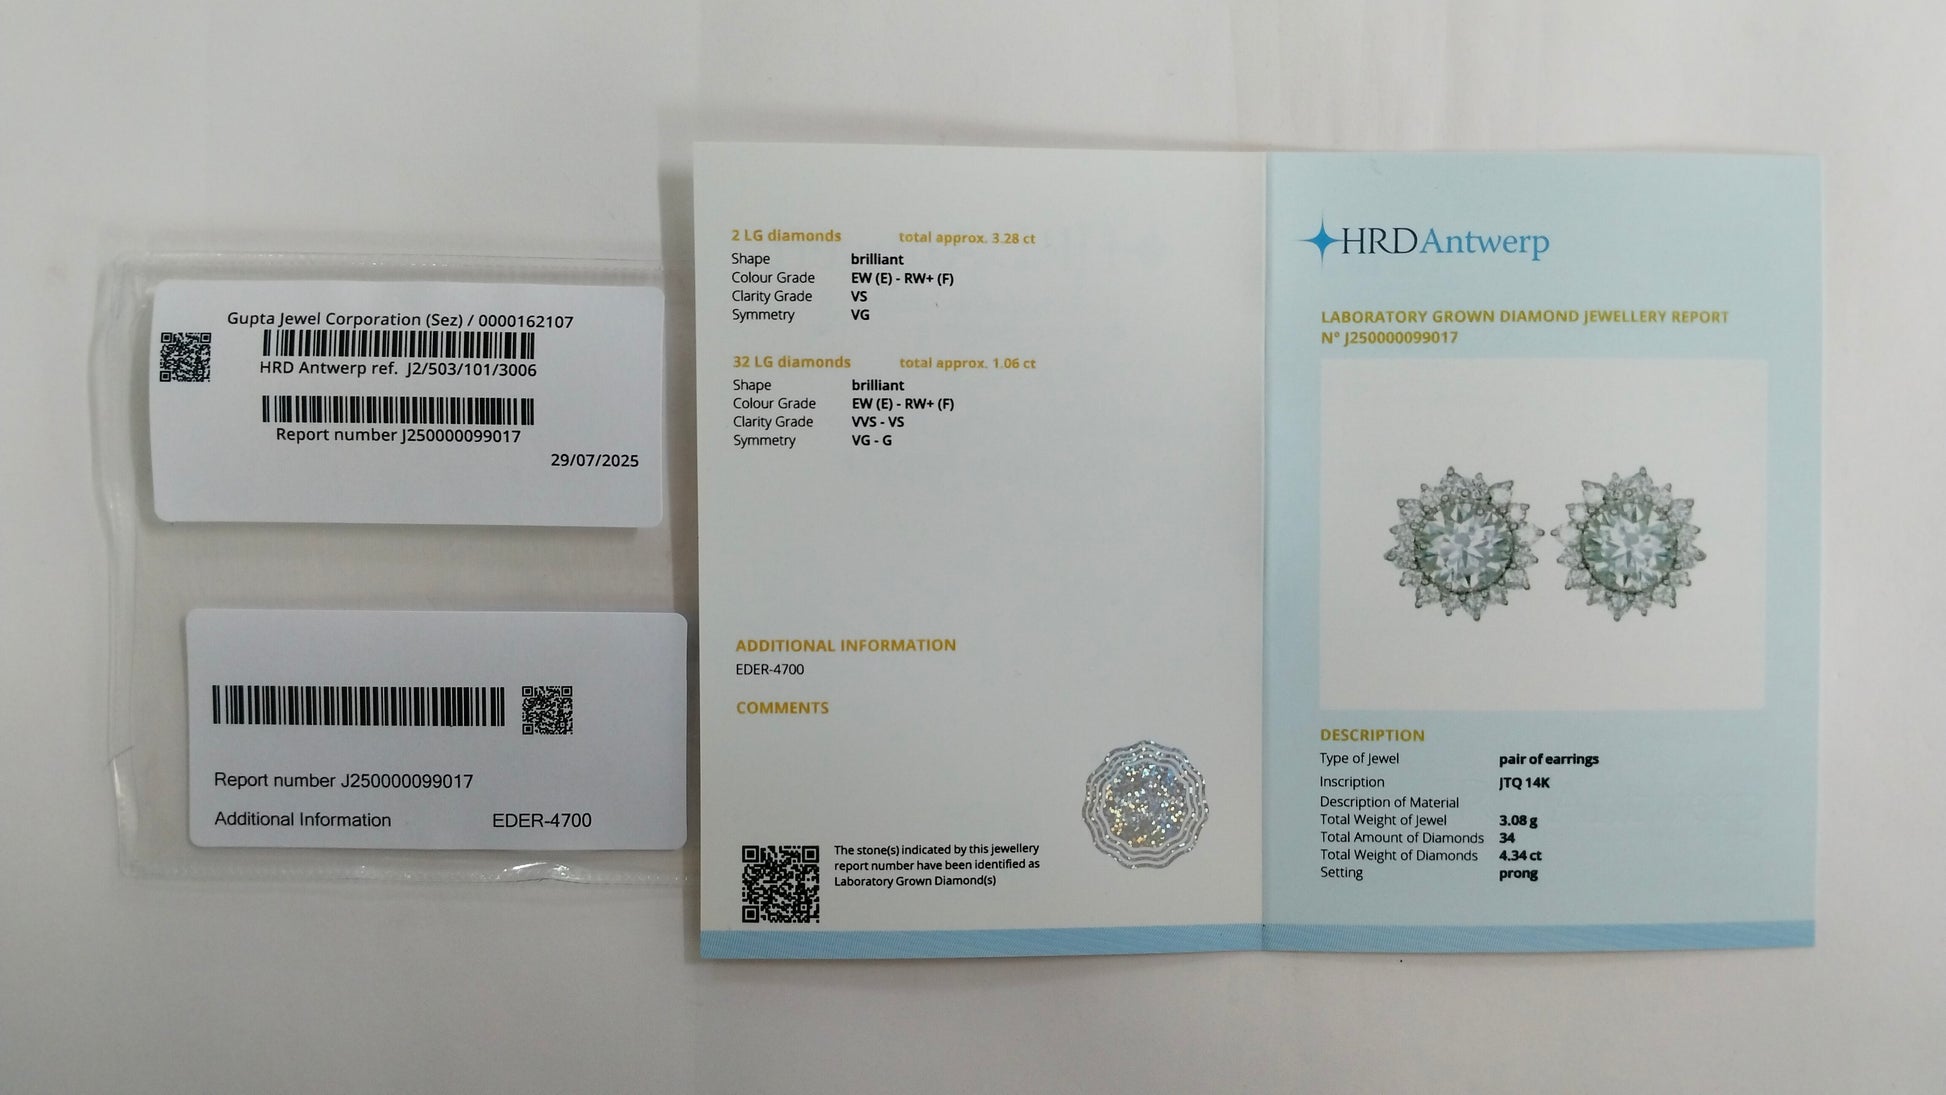 Gupta Jewel Corporation (Sez) / 0000162107
HRD Antwerp ref. J2/503/101/3006
Report number J250000099017
29/07/2025
Report number J250000099017
Additional Information EDER-4700
2 LG diamonds total approx. 3.28 ct
Shape brilliant
Colour Grade EW (E) - RW+ (F)
Clarity Grade VS
Symmetry VG
32 LG diamonds total approx. 1.06 ct
Shape brilliant
Colour Grade EW (E) - RW+ (F)
Clarity Grade VVS - VS
Symmetry VG - G
ADDITIONAL INFORMATION
EDER-4700
COMMENTS
The stone(s) indicated by this jewellery
report number have been identified as
Laboratory Grown Diamond(s)
HRD Antwerp
LABORATORY GROWN DIAMOND JEWELLERY REPORT
N° J250000099017
DESCRIPTION
Type of Jewel pair of earrings
Inscription JTQ 14K
Description of Material
Total Weight of Jewel 3.08 g
Total Amount of Diamonds 34
Total Weight of Diamonds 4.34 ct
Setting prong